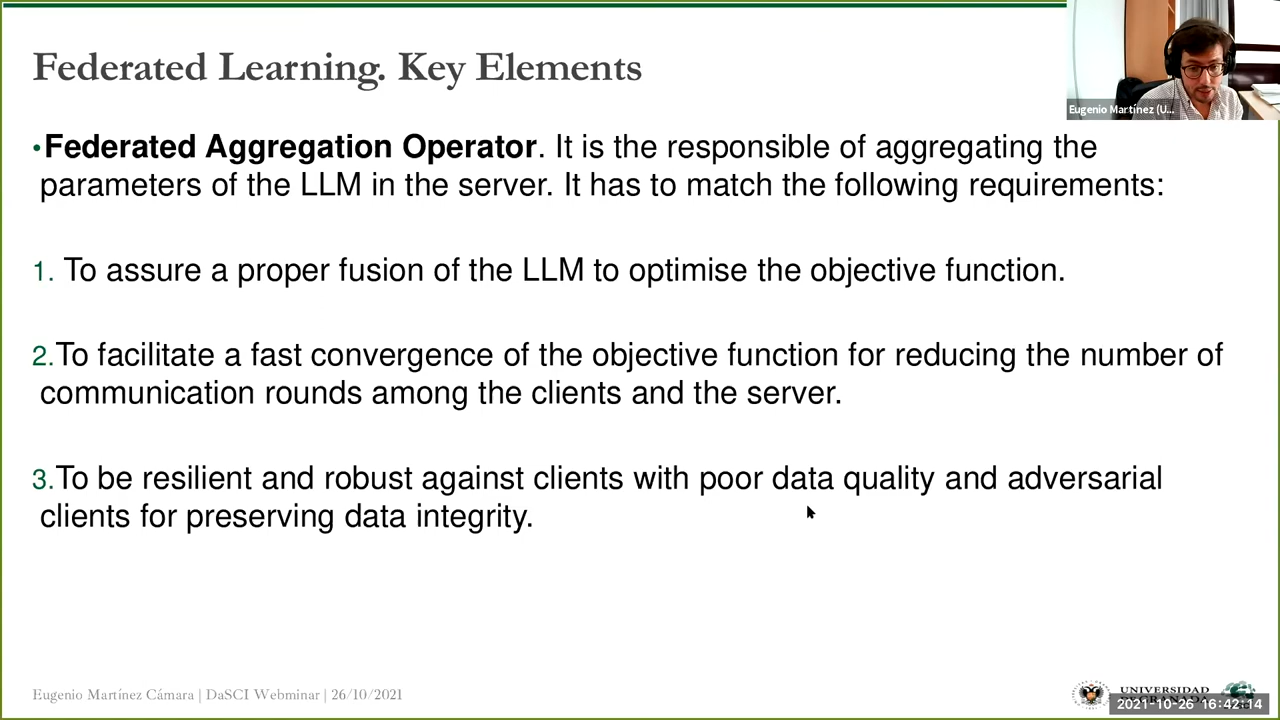 Federated Learning. Key Elements
Eugenio Martínez (U...
•Federated Aggregation Operator. It is the responsible of aggregating the
parameters of the LLM in the server. It has to match the following requirements:
1. To assure a proper fusion of the LLM to optimise the objective function.
2.To facilitate a fast convergence of the objective function for reducing the number of
communication rounds among the clients and the server.
3.To be resilient and robust against clients with poor data quality and adversarial
clients for preserving data integrity.
Eugenio Martínez Cámara | DaSCI Webminar | 26/10/2021
UNIVERSIDAD
DE GRANADA
2021-10-26 16:42:14